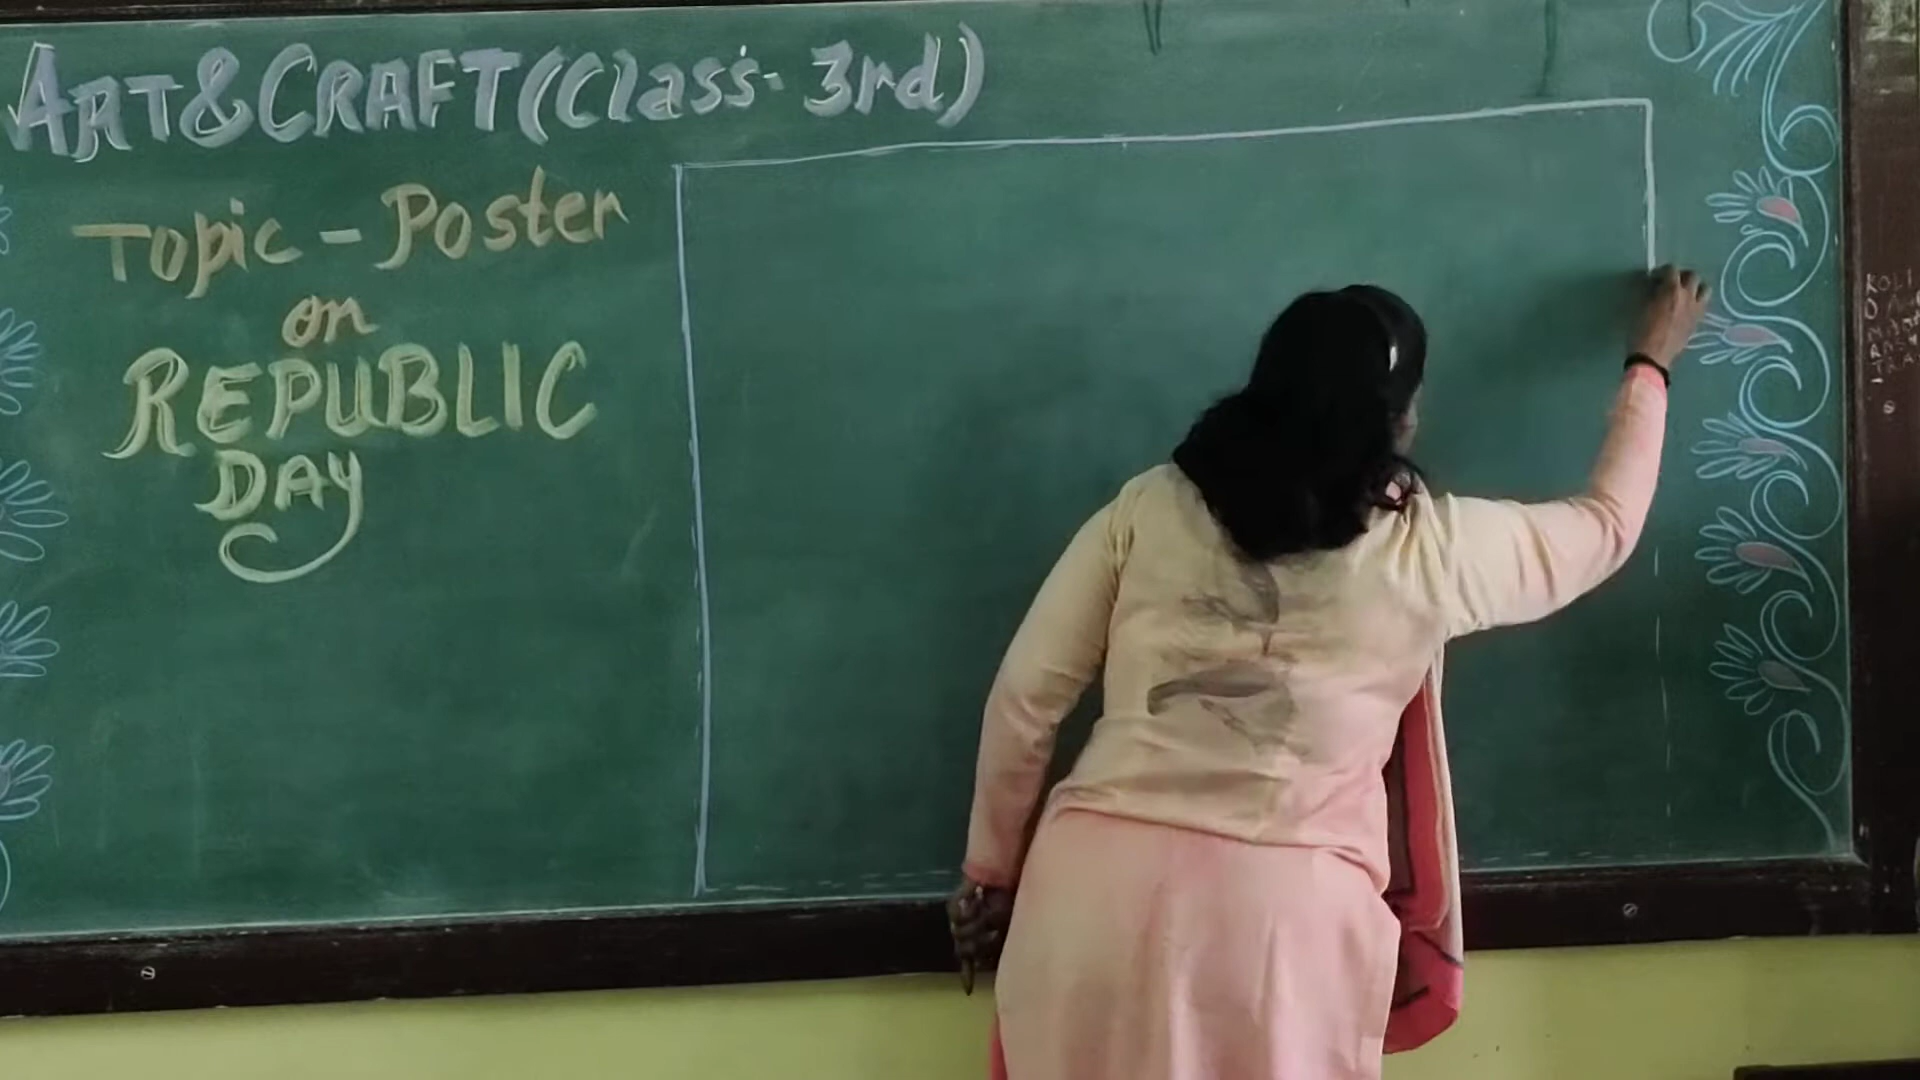 ART&CRAFT(Class- 3rd)
Topic - Poster
on
REPUBLIC
DAY